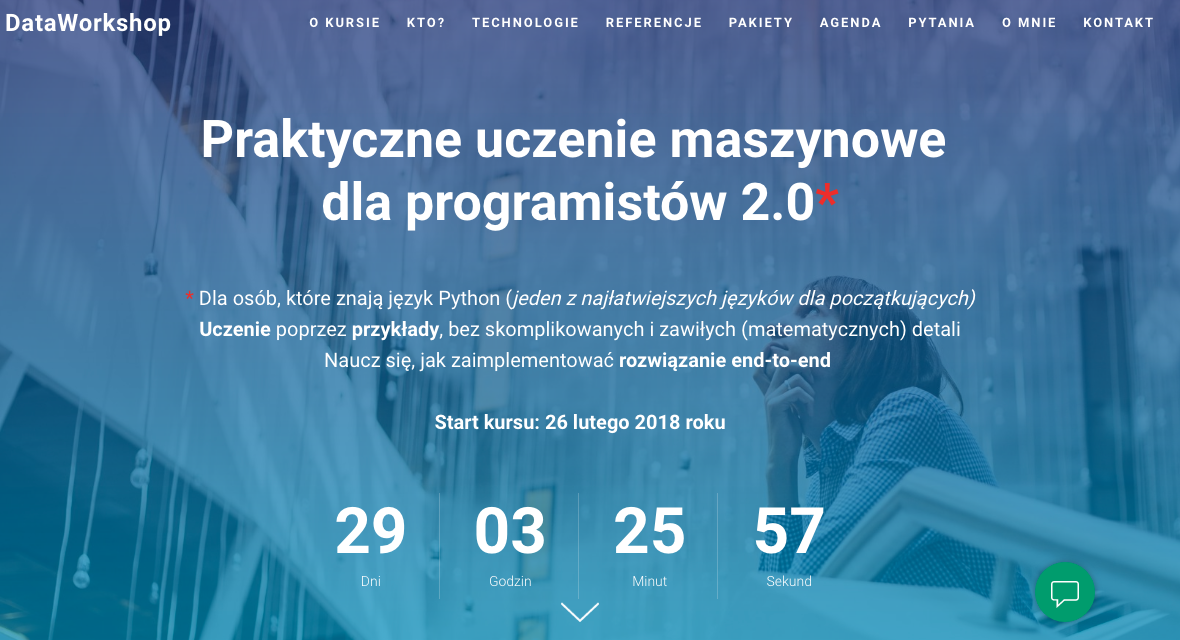 DataWorkshop
O KURSIE KTO? TECHNOLOGIE REFERENCJE PAKIETY AGENDA PYTANIA O MNIE KONTAKT
Praktyczne uczenie maszynowe
dla programistów 2.0*
* Dla osób, które znają język Python (jeden z najłatwiejszych języków dla początkujących)
Uczenie poprzez przykłady, bez skomplikowanych i zawiłych (matematycznych) detali
Naucz się, jak zaimplementować rozwiązanie end-to-end
Start kursu: 26 lutego 2018 roku
29 03 25 57
Dni Godzin Minut Sekund